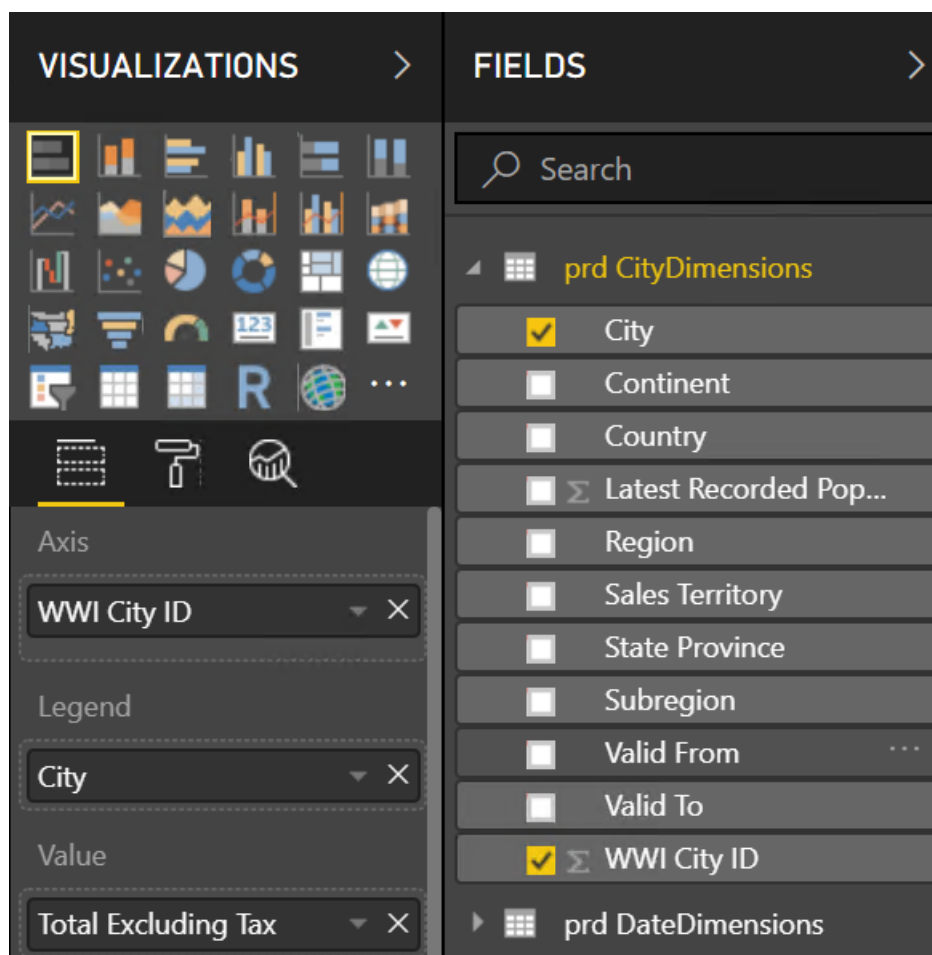 VISUALIZATIONS
123
R
Axis
WWI City ID
Legend
City
Value
Total Excluding Tax
FIELDS
Search
prd CityDimensions
City
Continent
Country
Latest Recorded Pop...
Region
Sales Territory
State Province
Subregion
Valid From
Valid To
WWI City ID
prd DateDimensions